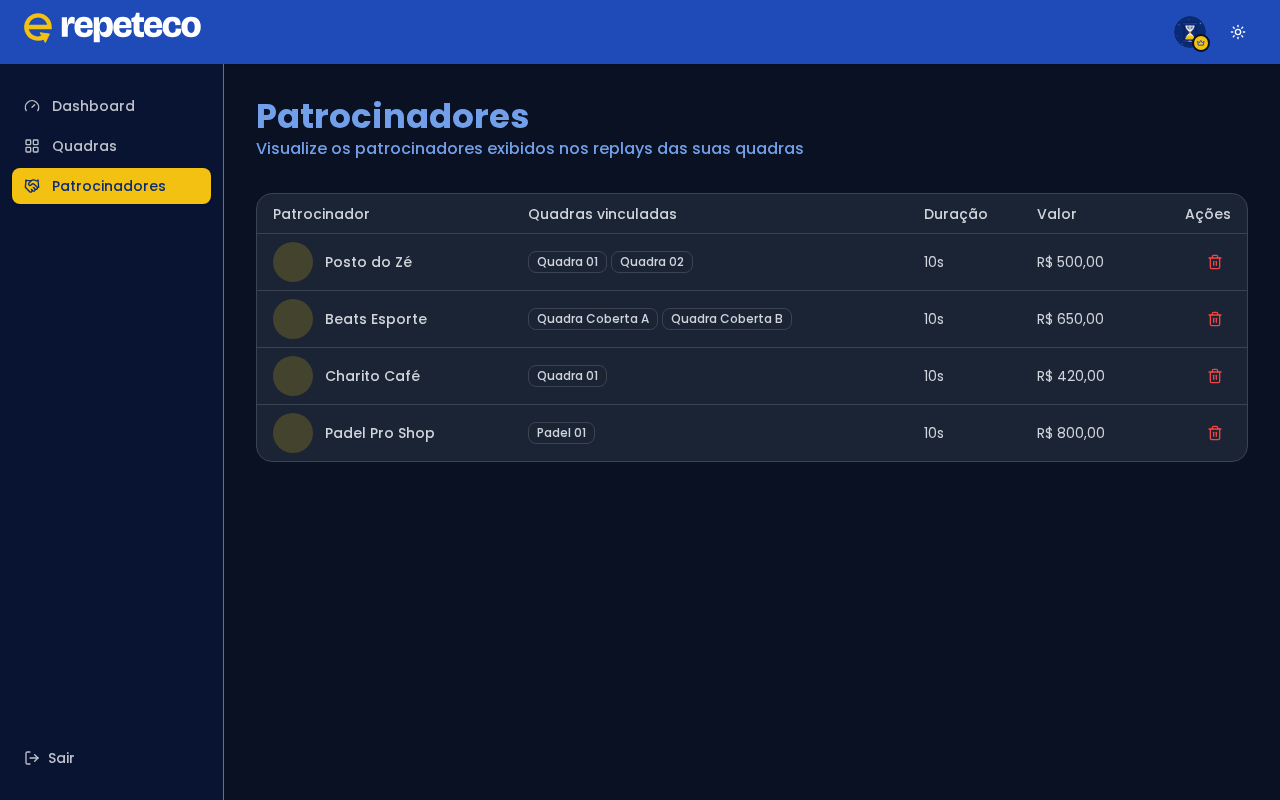 repeteco
Dashboard
Quadras
Patrocinadores
Sair
Patrocinadores
Visualize os patrocinadores exibidos nos replays das suas quadras
Patrocinador Quadras vinculadas Duração Valor Ações
Posto do Zé Quadra 01 Quadra 02 10s R$ 500,00
Beats Esporte Quadra Coberta A Quadra Coberta B 10s R$ 650,00
Charito Café Quadra 01 10s R$ 420,00
Padel Pro Shop Padel 01 10s R$ 800,00